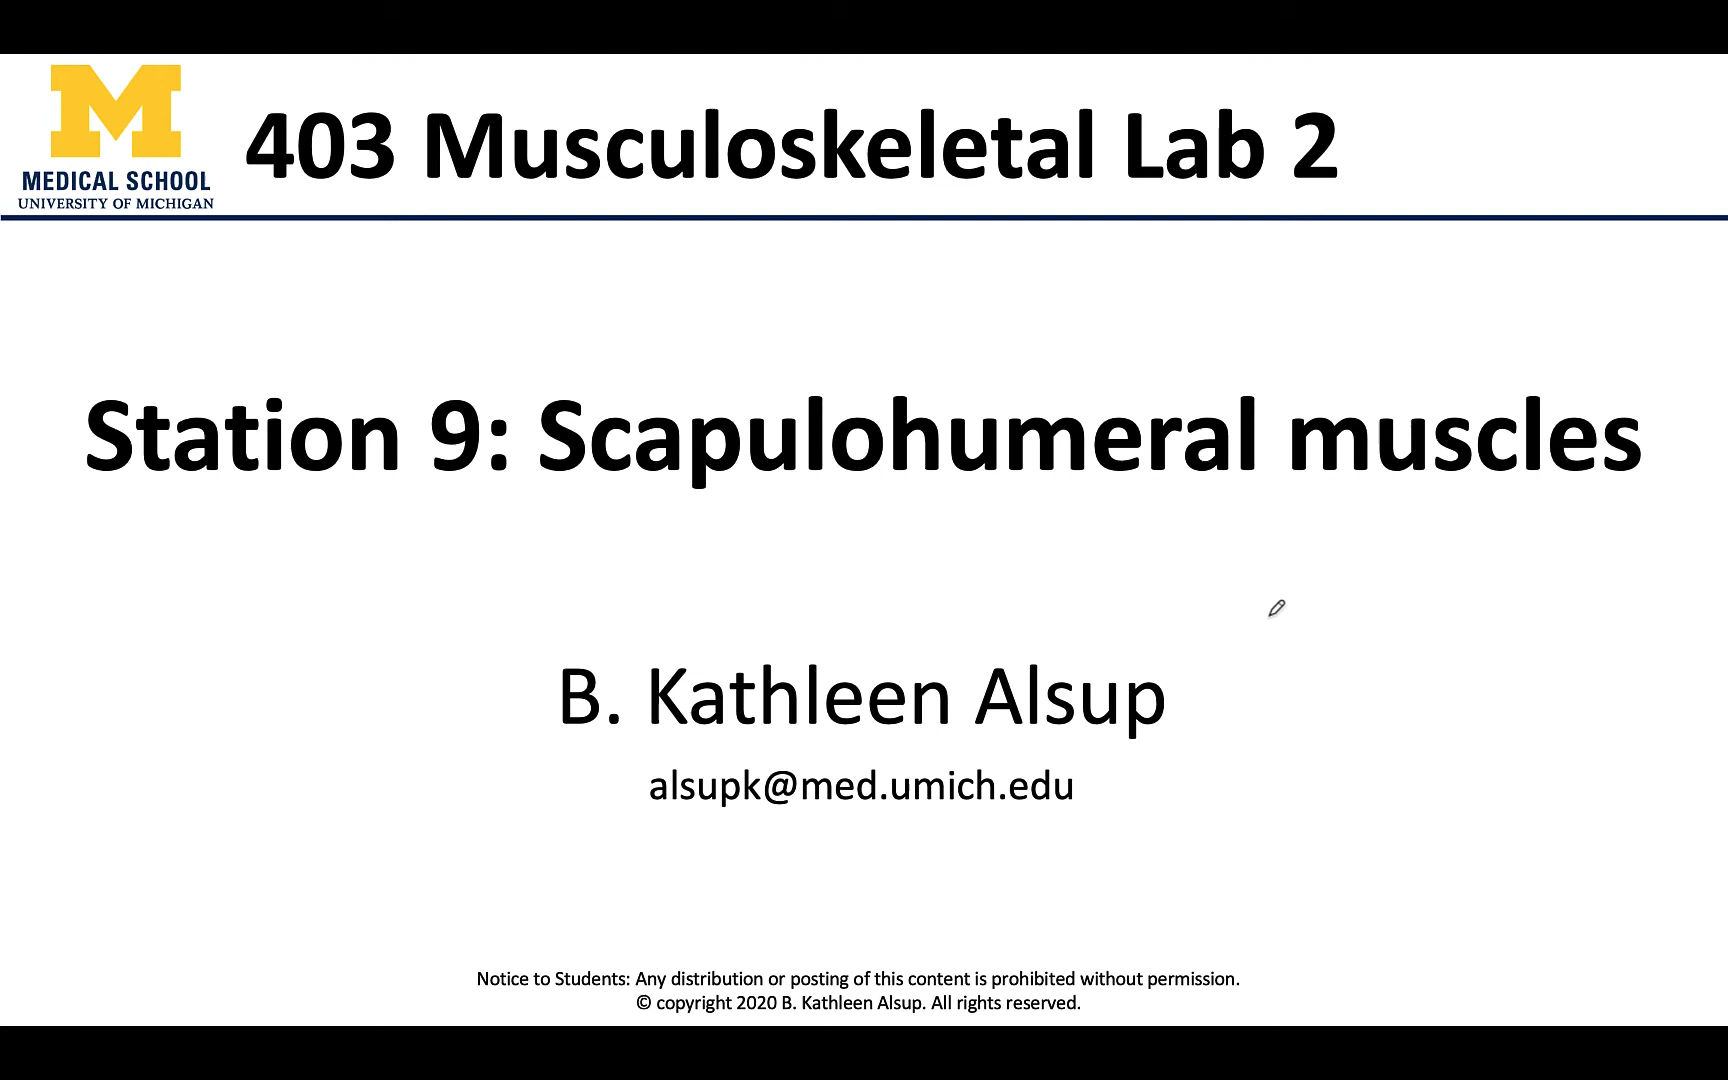 M
MEDICAL SCHOOL
UNIVERSITY OF MICHIGAN
403 Musculoskeletal Lab 2
Station 9: Scapulohumeral muscles
B. Kathleen Alsup
alsupk@med.umich.edu
Notice to Students: Any distribution or posting of this content is prohibited without permission.
© copyright 2020 B. Kathleen Alsup. All rights reserved.